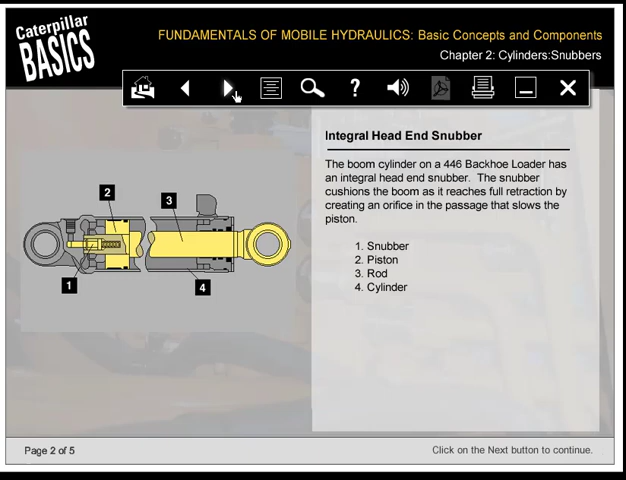 Caterpillar
BASICS
FUNDAMENTALS OF MOBILE HYDRAULICS: Basic Concepts and Components
Chapter 2: Cylinders:Snubbers
?
Integral Head End Snubber
The boom cylinder on a 446 Backhoe Loader has
an integral head end snubber. The snubber
cushions the boom as it reaches full retraction by
creating an orifice in the passage that slows the
piston.
1. Snubber
2. Piston
3. Rod
4. Cylinder
2
3
1
4
Page 2 of 5
Click on the Next button to continue.